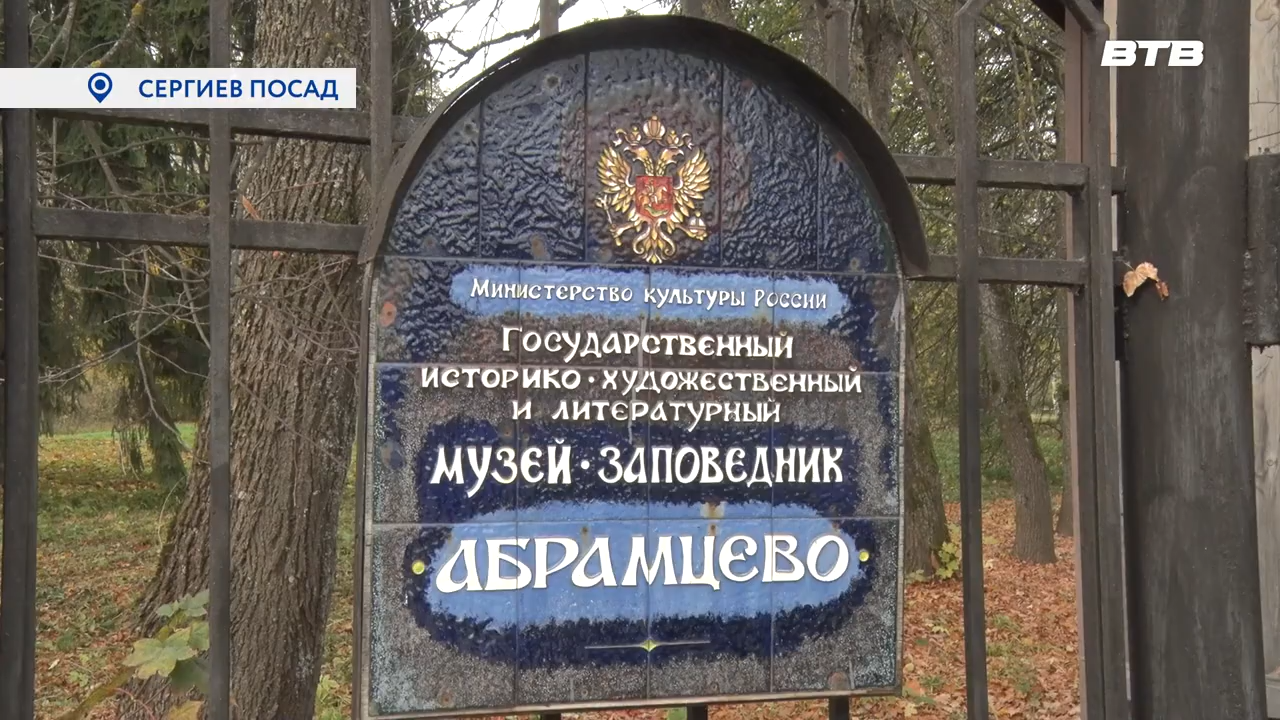 СЕРГИЕВ ПОСАД
ВТВ
Министерство культуры России
Государственный
историко·художественный
и литературный
МУЗЕЙ·ЗАПОВЕДНИК
АБРАМЦЕВО